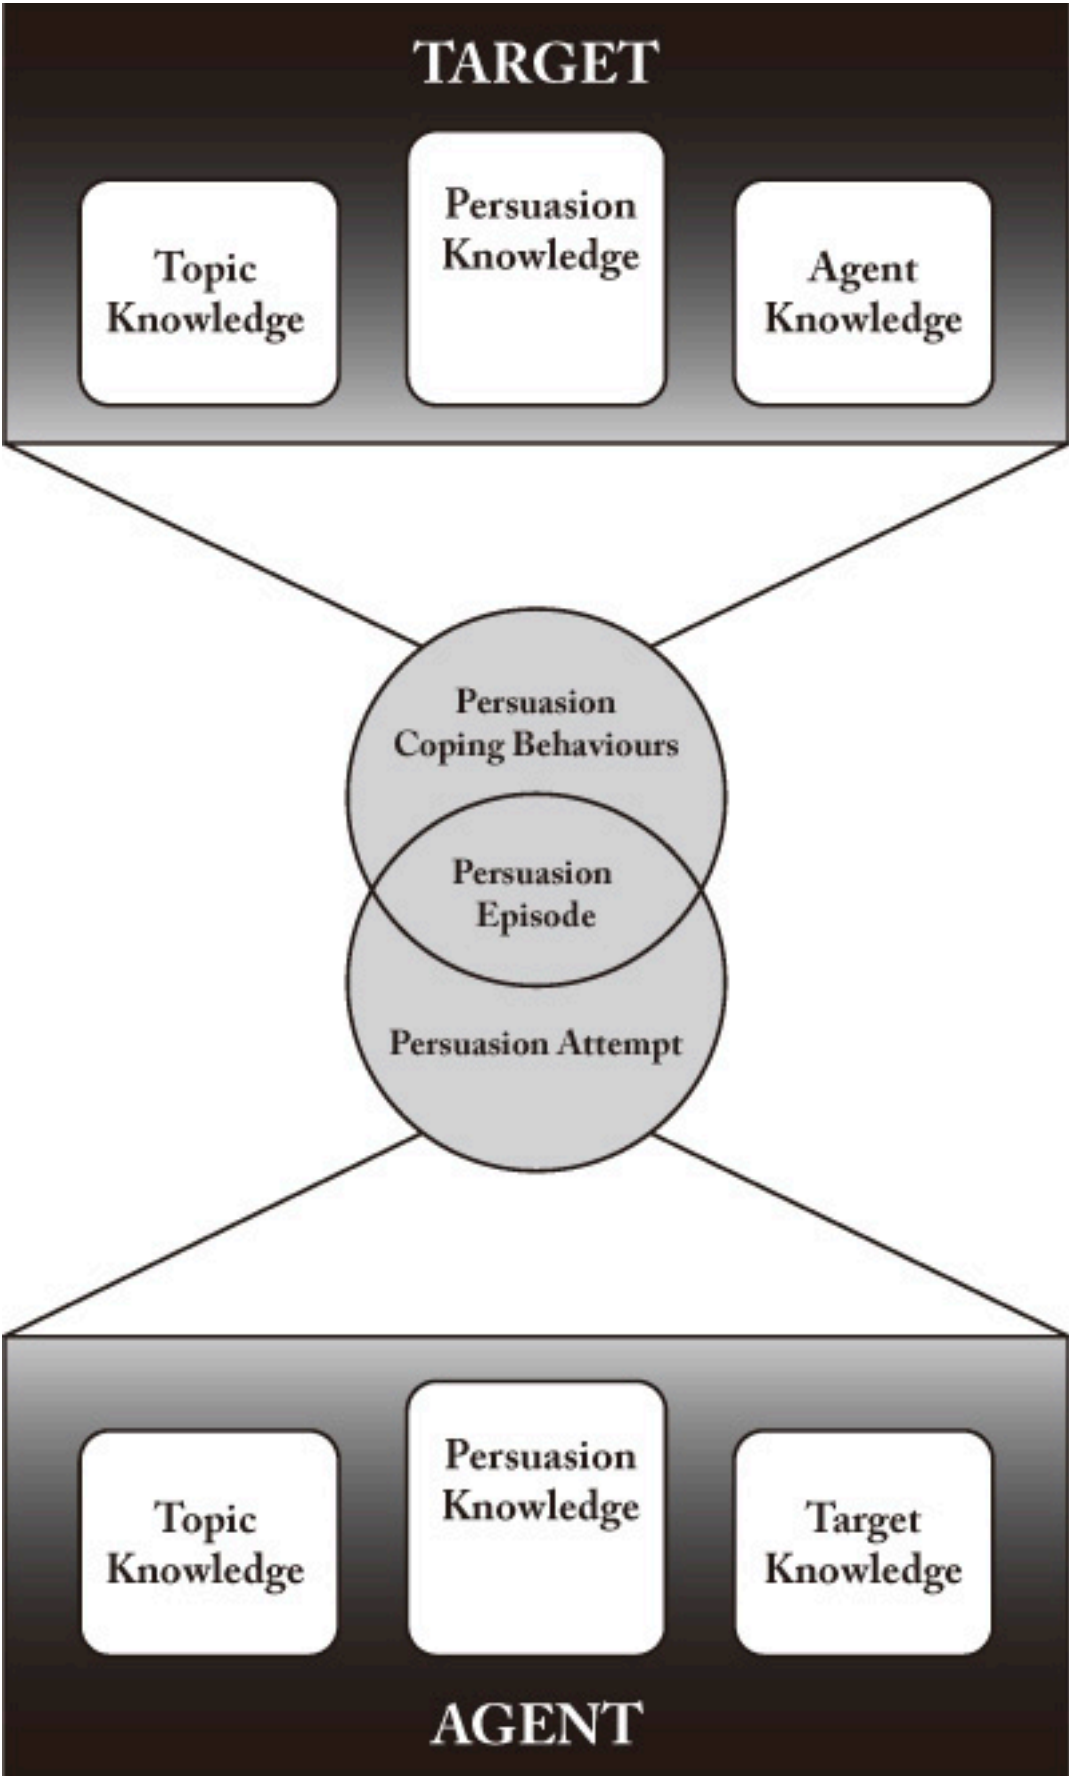 TARGET
Persuasion
Knowledge
Topic
Knowledge
Agent
Knowledge
Persuasion
Coping Behaviours
Persuasion
Episode
Persuasion Attempt
Persuasion
Knowledge
Topic
Knowledge
Target
Knowledge
AGENT